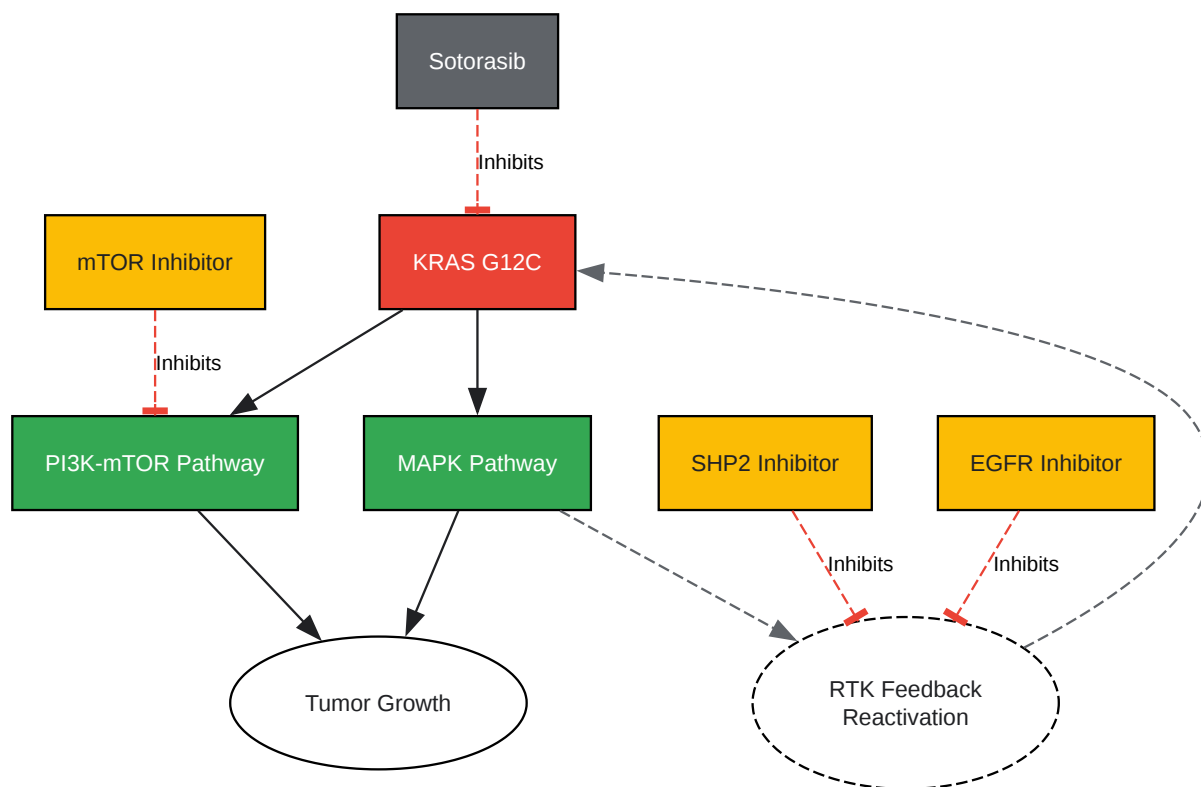 Sotorasib
Inhibits
mTOR Inhibitor
KRAS G12C
Inhibits
PI3K-mTOR Pathway
MAPK Pathway
SHP2 Inhibitor
EGFR Inhibitor
Inhibits
Inhibits
Tumor Growth
RTK Feedback
Reactivation